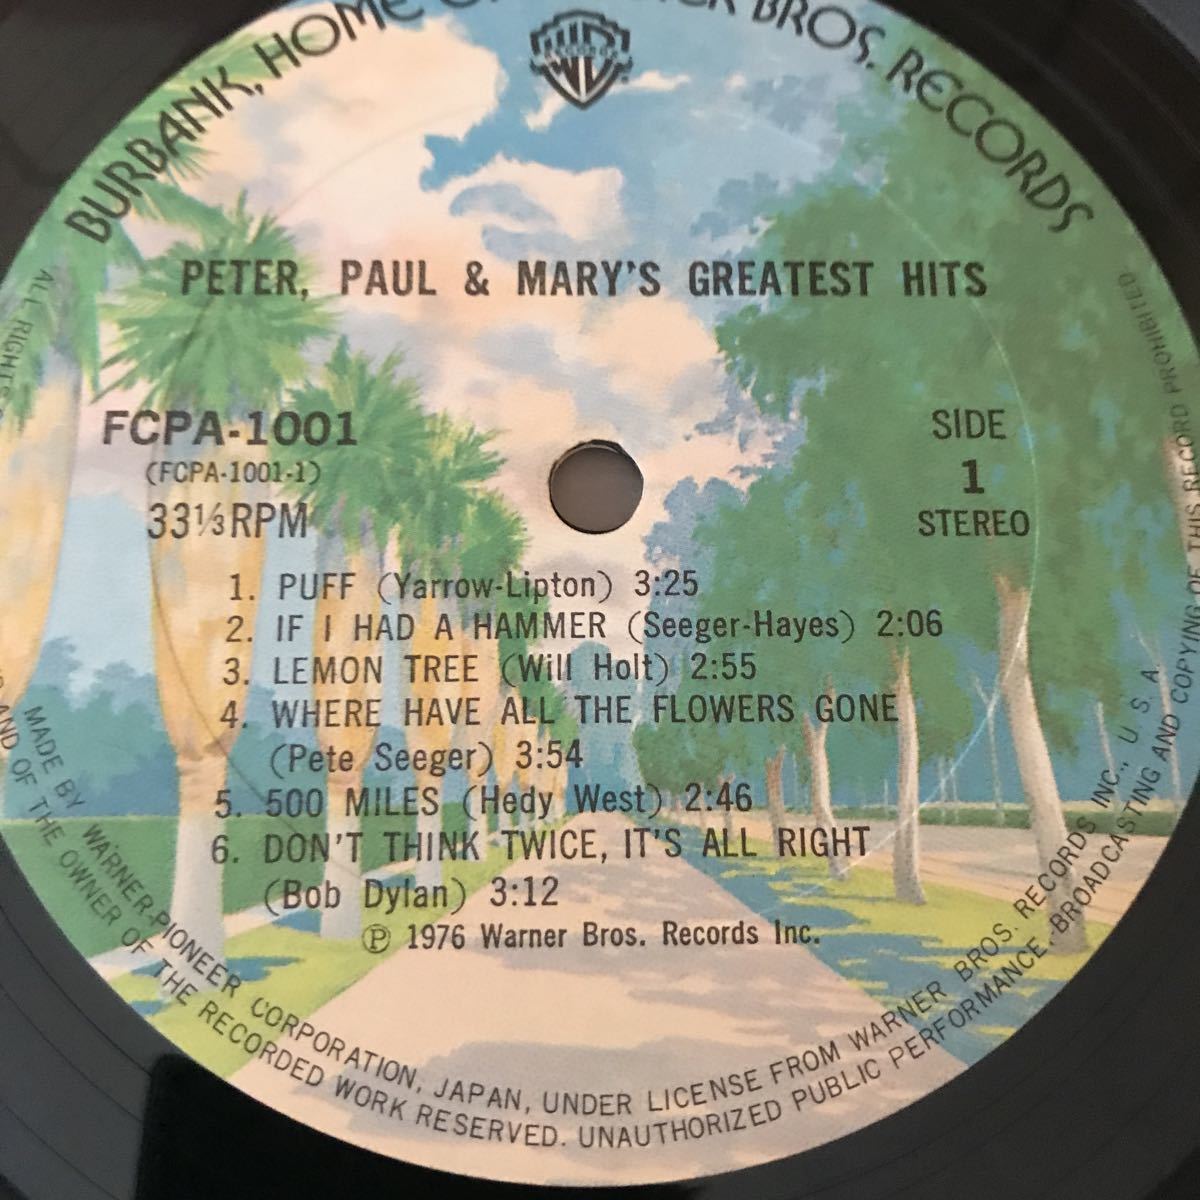 BURBANK, HOME BROS. RECORDS
PETER, PAUL & MARY'S GREATEST HITS
FCPA-1001
(FCPA-1001-1)
33⅓RPM
SIDE
1
STEREO
1. PUFF (Yarrow-Lipton) 3:25
2. IF I HAD A HAMMER (Seeger-Hayes) 2:06
3. LEMON TREE (Will Holt) 2:55
4. WHERE HAVE ALL THE FLOWERS GONE
(Pete Seeger) 3:54
5. 500 MILES (Hedy West) 2:46
6. DON'T THINK TWICE, IT'S ALL RIGHT
(Bob Dylan) 3:12
Ⓟ 1976 Warner Bros. Records Inc.
MADE BY WARNER-PIONEER CORPORATION, JAPAN, UNDER LICENSE FROM WARNER BROS. RECORDS INC., U.S.A.
ALL RIGHTS AND OF THE OWNER OF THE RECORDED WORK RESERVED. UNAUTHORIZED PUBLIC PERFORMANCE, BROADCASTING AND COPYING OF THIS RECORD PROHIBITED